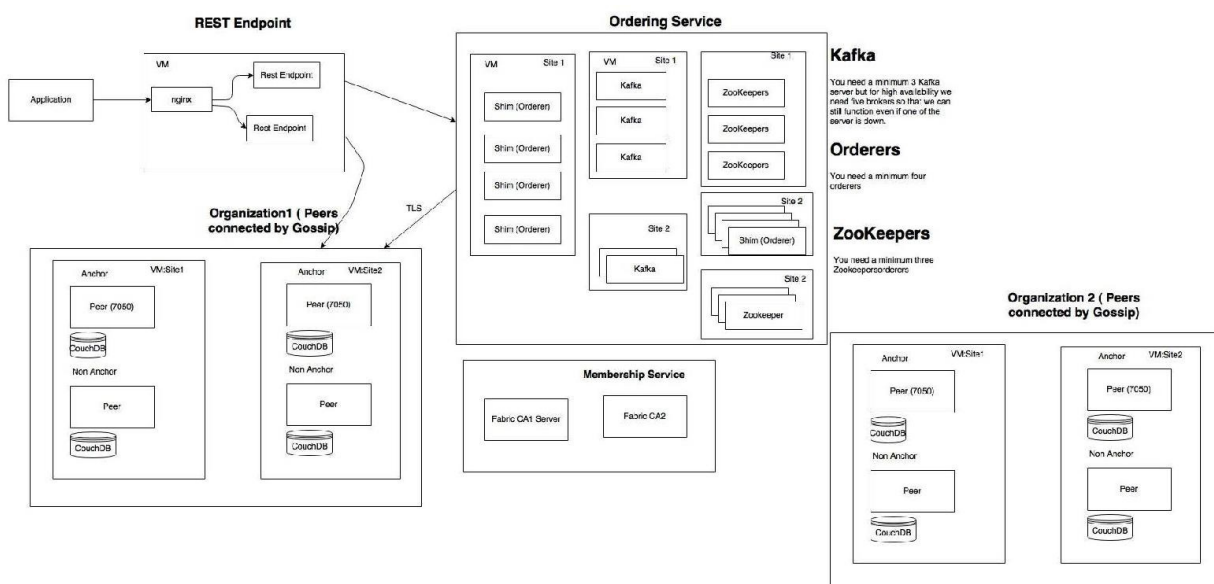 REST Endpoint
VM
Application
nginx
Rest Endpoint
Rest Endpoint
Ordering Service
VM
Site 1
Shim (Orderer)
Shim (Orderer)
Shim (Orderer)
Shim (Orderer)
VM
Site 1
Kafka
Kafka
Kafka
Site 1
ZooKeepers
ZooKeepers
ZooKeepers
Site 2
Kafka
Site 2
Shim (Orderer)
Site 2
Zookeeper
Kafka
You need a minimum 3 Kafka
server but for high availability we
need five brokers so that we can
still function even if one of the
server is down.
Orderers
You need a minimum four
orderers
ZooKeepers
You need a minimum three
Zookeepersorderers
TLS
Organization1 ( Peers
connected by Gossip)
Anchor
VM:Site1
Peer (7050)
CouchDB
Non Anchor
Peer
CouchDB
Anchor
VM:Site2
Peer (7050)
CouchDB
Non Anchor
Peer
CouchDB
Membership Service
Fabric CA1 Server
Fabric CA2
Organization 2 ( Peers
connected by Gossip)
Anchor
VM:Site1
Peer (7050)
CouchDB
Non Anchor
Peer
CouchDB
Anchor
VM:Site2
Peer (7050)
CouchDB
Non Anchor
Peer
CouchDB